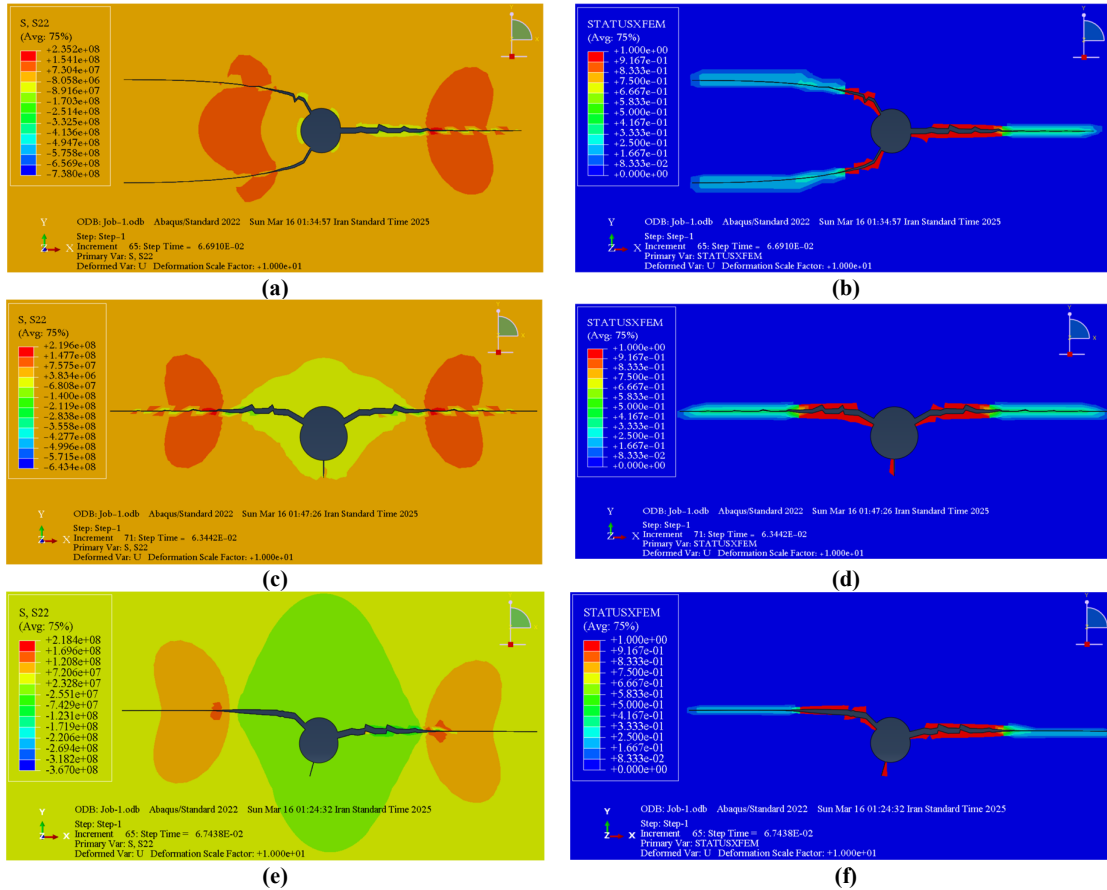 S, S22
(Avg: 75%)
+2.352e+08
+1.541e+08
+7.304e+07
-8.058e+06
-8.916e+07
-1.703e+08
-2.514e+08
-3.325e+08
-4.136e+08
-4.947e+08
-5.758e+08
-6.569e+08
-7.380e+08
Y
X
Y
Z X
ODB: Job-1.odb Abaqus/Standard 2022 Sun Mar 16 01:34:57 Iran Standard Time 2025
Step: Step-1
Increment 65: Step Time = 6.6910E-02
Primary Var: S, S22
Deformed Var: U Deformation Scale Factor: +1.000e+01
(a)
STATUSXFEM
(Avg: 75%)
+1.000e+00
+9.167e-01
+8.333e-01
+7.500e-01
+6.667e-01
+5.833e-01
+5.000e-01
+4.167e-01
+3.333e-01
+2.500e-01
+1.667e-01
+8.333e-02
+0.000e+00
Y
X
Y
Z X
ODB: Job-1.odb Abaqus/Standard 2022 Sun Mar 16 01:34:57 Iran Standard Time 2025
Step: Step-1
Increment 65: Step Time = 6.6910E-02
Primary Var: STATUSXFEM
Deformed Var: U Deformation Scale Factor: +1.000e+01
(b)
S, S22
(Avg: 75%)
+2.196e+08
+1.477e+08
+7.575e+07
+3.834e+06
-6.808e+07
-1.400e+08
-2.119e+08
-2.838e+08
-3.558e+08
-4.277e+08
-4.996e+08
-5.715e+08
-6.434e+08
Y
X
Y
Z X
ODB: Job-1.odb Abaqus/Standard 2022 Sun Mar 16 01:47:26 Iran Standard Time 2025
Step: Step-1
Increment 71: Step Time = 6.3442E-02
Primary Var: S, S22
Deformed Var: U Deformation Scale Factor: +1.000e+01
(c)
STATUSXFEM
(Avg: 75%)
+1.000e+00
+9.167e-01
+8.333e-01
+7.500e-01
+6.667e-01
+5.833e-01
+5.000e-01
+4.167e-01
+3.333e-01
+2.500e-01
+1.667e-01
+8.333e-02
+0.000e+00
Y
X
Y
Z X
ODB: Job-1.odb Abaqus/Standard 2022 Sun Mar 16 01:47:26 Iran Standard Time 2025
Step: Step-1
Increment 71: Step Time = 6.3442E-02
Primary Var: STATUSXFEM
Deformed Var: U Deformation Scale Factor: +1.000e+01
(d)
S, S22
(Avg: 75%)
+2.184e+08
+1.696e+08
+1.208e+08
+7.206e+07
+2.328e+07
-2.551e+07
-7.429e+07
-1.231e+08
-1.719e+08
-2.206e+08
-2.694e+08
-3.182e+08
-3.670e+08
Y
Z X
ODB: Job-1.odb Abaqus/Standard 2022 Sun Mar 16 01:24:32 Iran Standard Time 2025
Step: Step-1
Increment 65: Step Time = 6.7438E-02
Primary Var: S, S22
Deformed Var: U Deformation Scale Factor: +1.000e+01
(e)
STATUSXFEM
(Avg: 75%)
+1.000e+00
+9.167e-01
+8.333e-01
+7.500e-01
+6.667e-01
+5.833e-01
+5.000e-01
+4.167e-01
+3.333e-01
+2.500e-01
+1.667e-01
+8.333e-02
+0.000e+00
Y
Z X
ODB: Job-1.odb Abaqus/Standard 2022 Sun Mar 16 01:24:32 Iran Standard Time 2025
Step: Step-1
Increment 65: Step Time = 6.7438E-02
Primary Var: STATUSXFEM
Deformed Var: U Deformation Scale Factor: +1.000e+01
(f)